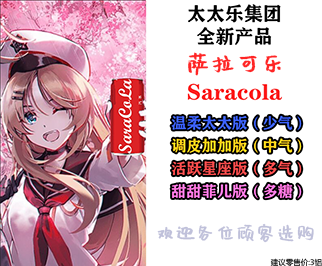 太太乐集团
全新产品
萨拉可乐
Saracola
SaraCoLa
温柔太太版（少气）
调皮加加版（中气）
活跃星座版（多气）
甜甜菲儿版（多糖）
欢迎各位顾客选购
建议零售价:3铝